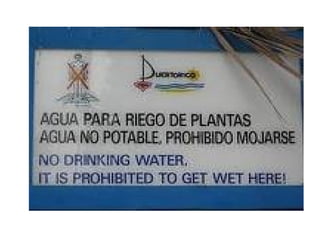 Puertorico
AGUA PARA RIEGO DE PLANTAS
AGUA NO POTABLE, PROHIBIDO MOJARSE
NO DRINKING WATER.
IT IS PROHIBITED TO GET WET HERE!